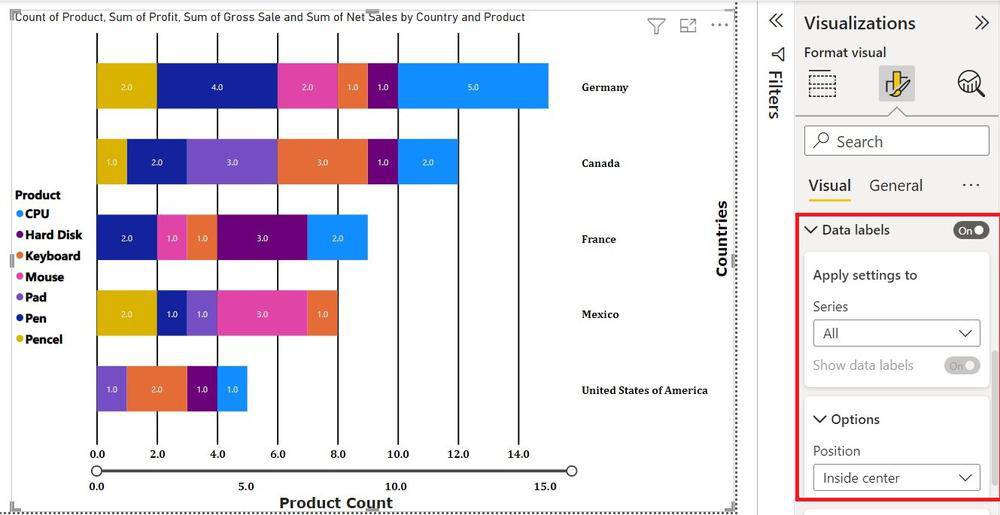 Count of Product, Sum of Profit, Sum of Gross Sale and Sum of Net Sales by Country and Product
2.0 4.0 2.0 1.0 1.0 5.0 Germany
1.0 2.0 3.0 3.0 1.0 2.0 Canada
2.0 1.0 1.0 3.0 2.0 France
2.0 1.0 1.0 3.0 1.0 Mexico
1.0 2.0 1.0 1.0 United States of America
Product
CPU
Hard Disk
Keyboard
Mouse
Pad
Pen
Pencel
Countries
0.0 2.0 4.0 6.0 8.0 10.0 12.0 14.0
0.0 5.0 10.0 15.0
Product Count
Filters
Visualizations
Format visual
Search
Visual General
Data labels On
Apply settings to
Series
All
Show data labels On
Options
Position
Inside center